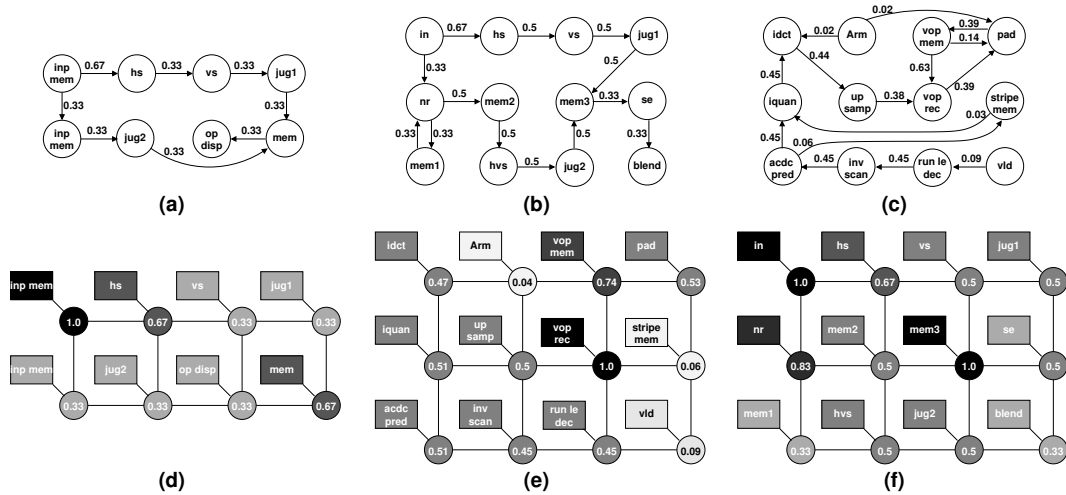 inp
mem
0.67
hs
0.33
vs
0.33
jug1
0.33
0.33
inp
mem
0.33
jug2
op
disp
0.33
mem
0.33
(a)
in
0.67
hs
0.5
vs
0.5
jug1
0.33
0.5
nr
0.5
mem2
mem3
0.33
se
0.33
0.33
0.5
0.5
0.33
mem1
hvs
0.5
jug2
blend
(b)
0.02
idct
0.02
Arm
vop
mem
0.39
0.14
pad
0.44
0.63
0.45
iquan
up
samp
0.38
vop
rec
0.39
stripe
mem
0.03
0.45
0.06
acdc
pred
0.45
inv
scan
0.45
run le
dec
0.09
vld
(c)
inp mem
hs
vs
jug1
1.0
0.67
0.33
0.33
inp mem
jug2
op disp
mem
0.33
0.33
0.33
0.67
(d)
idct
Arm
vop
mem
pad
0.47
0.04
0.74
0.53
iquan
up
samp
vop
rec
stripe
mem
0.51
0.5
1.0
0.06
acdc
pred
inv
scan
run le
dec
vld
0.51
0.45
0.45
0.09
(e)
in
hs
vs
jug1
1.0
0.67
0.5
0.5
nr
mem2
mem3
se
0.83
0.5
1.0
0.5
mem1
hvs
jug2
blend
0.33
0.5
0.5
0.33
(f)